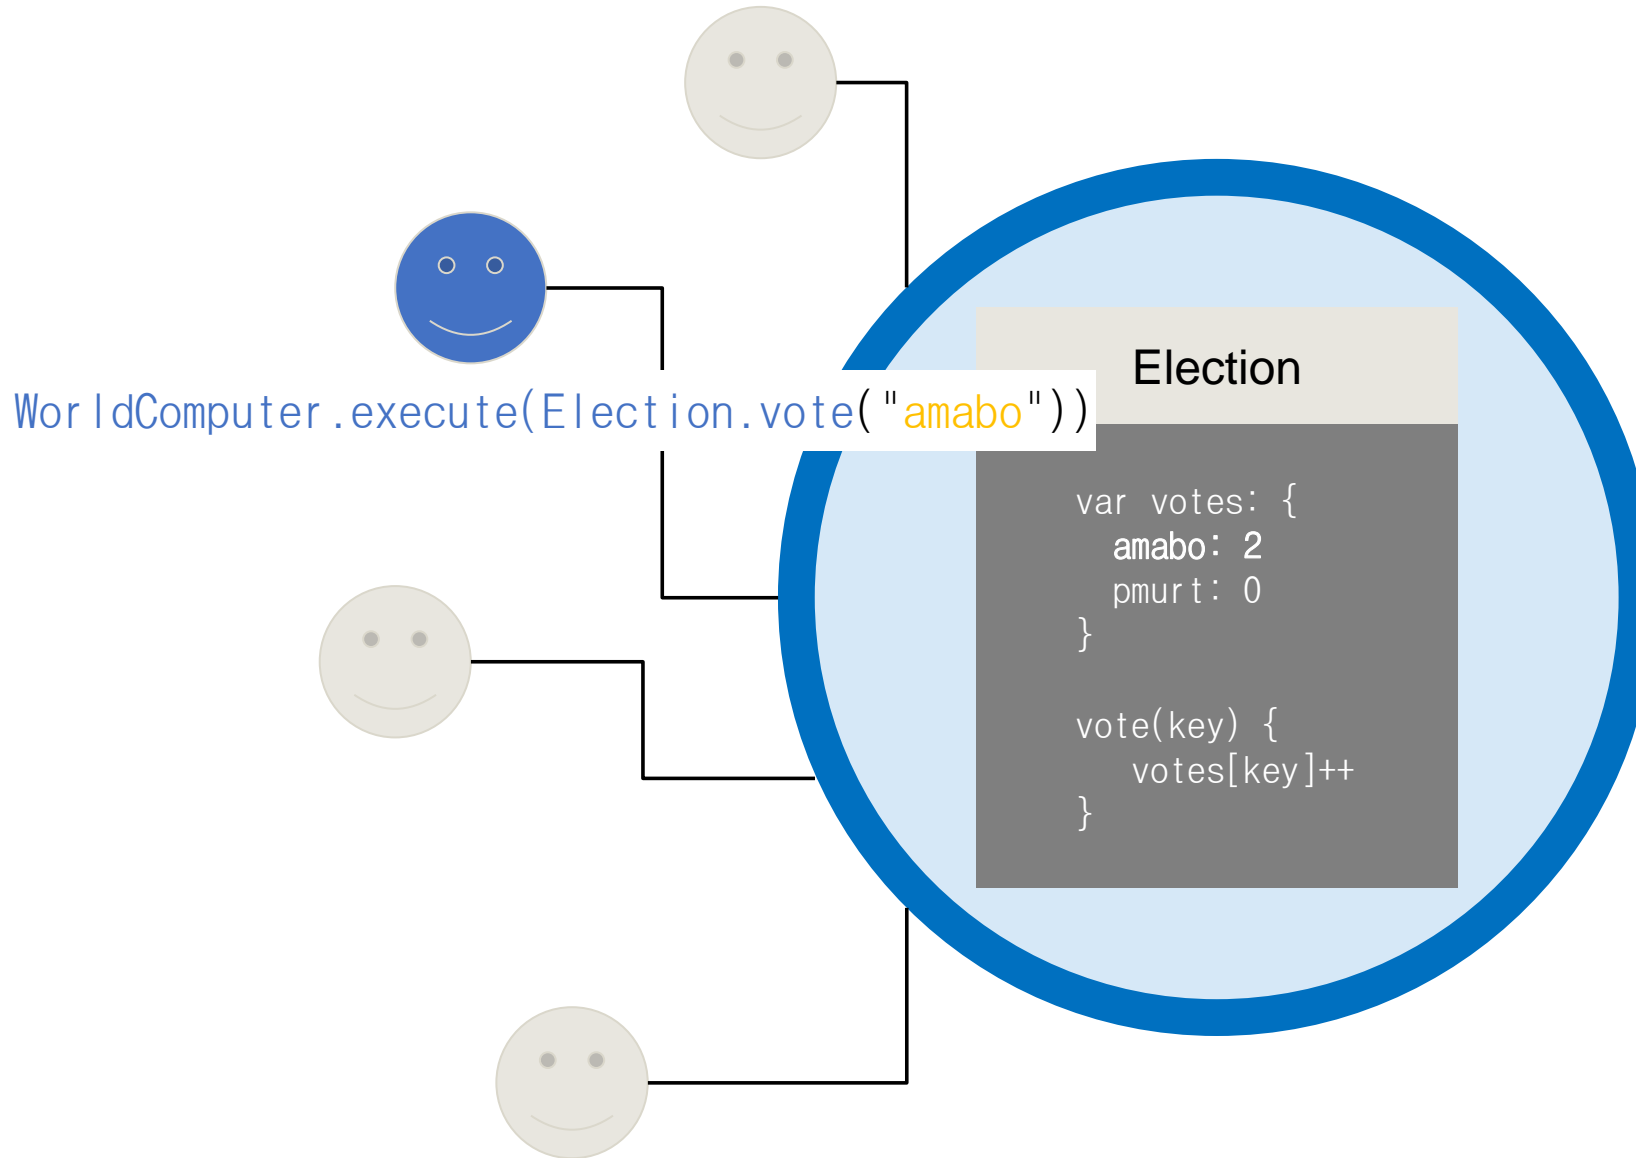 Election
WorldComputer.execute(Election.vote("amabo"))
var votes: {
amabo: 2
pmurt: 0
}
vote(key) {
votes[key]++
}